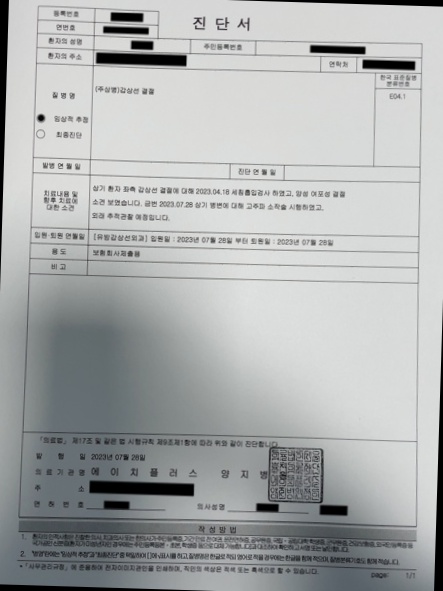 진 단 서
등록번호
연번호
환자의 성명
주민등록번호
환자의 주소
연락처
질 병 명
임상적 추정
최종진단
(주상병)갑상선 결절
한국 표준질병
분류번호
E04.1
발병 연 월 일
진단 연 월 일
치료내용 및
향후 치료에
대한 소견
상기 환자 좌측 갑상선 결절에 대해 2023.04.18 세침흡입검사 하였고, 양성 여포성 결절
소견 보였습니다. 금번 2023.07.28 상기 병변에 대해 고주파 소작술 시행하였고,
외래 추적관찰 예정입니다.
입원·퇴원 연월일
[유방갑상선외과] 입원일 : 2023년 07월 28일 부터 퇴원일 : 2023년 07월 28일
용 도
보험회사제출용
비 고
「의료법」 제17조 및 같은 법 시행규칙 제9조제1항에 따라 위와 같이 진단합니다
발 행 일 2023년 07월 28일
의 료 기 관 명 에 이 치 플 러 스 양 지 병
주 소
면 허 번 호
의사성명
작 성 방 법
page: 1/1